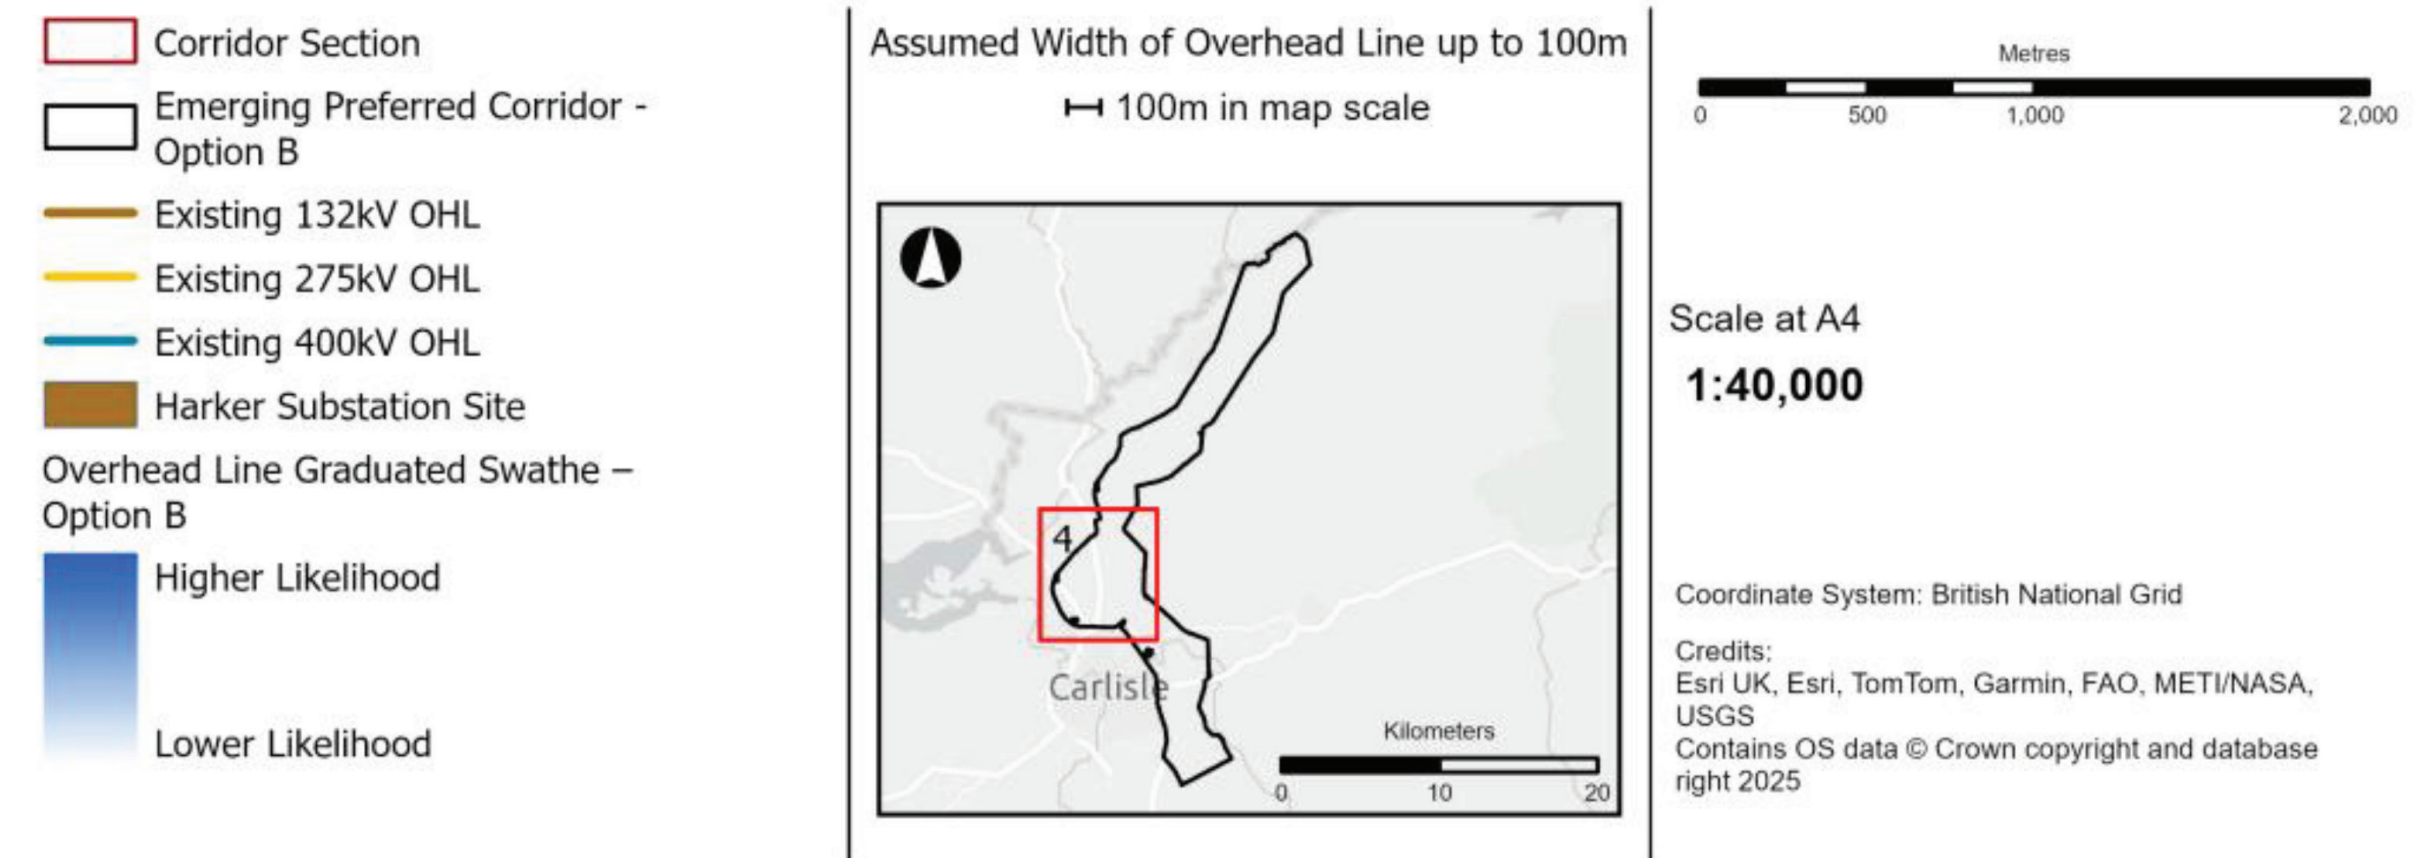 Corridor Section
Emerging Preferred Corridor -
Option B
Existing 132kV OHL
Existing 275kV OHL
Existing 400kV OHL
Harker Substation Site
Overhead Line Graduated Swathe –
Option B
Higher Likelihood
Lower Likelihood
Assumed Width of Overhead Line up to 100m
100m in map scale
4
Carlisle
Kilometers
0 10 20
Metres
0 500 1,000 2,000
Scale at A4
1:40,000
Coordinate System: British National Grid
Credits:
Esri UK, Esri, TomTom, Garmin, FAO, METI/NASA,
USGS
Contains OS data © Crown copyright and database
right 2025